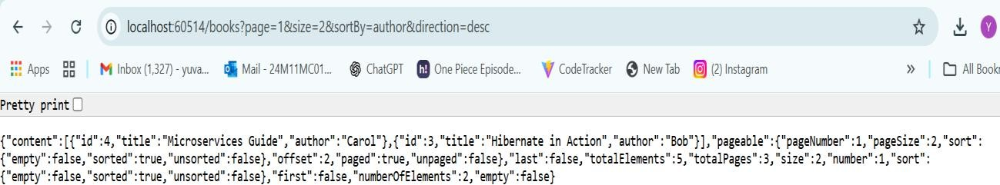 localhost:60514/books?page=1&size=2&sortBy=author&direction=desc
Y
Apps Inbox (1,327) - yuva... Mail - 24M11MC01... ChatGPT h! One Piece Episode... CodeTracker New Tab (2) Instagram » All Bookr
Pretty print
{"content":[{"id":4,"title":"Microservices Guide","author":"Carol"},{"id":3,"title":"Hibernate in Action","author":"Bob"}],"pageable":{"pageNumber":1,"pageSize":2,"sort":
{"empty":false,"sorted":true,"unsorted":false},"offset":2,"paged":true,"unpaged":false},"last":false,"totalElements":5,"totalPages":3,"size":2,"number":1,"sort":
{"empty":false,"sorted":true,"unsorted":false},"first":false,"numberOfElements":2,"empty":false}